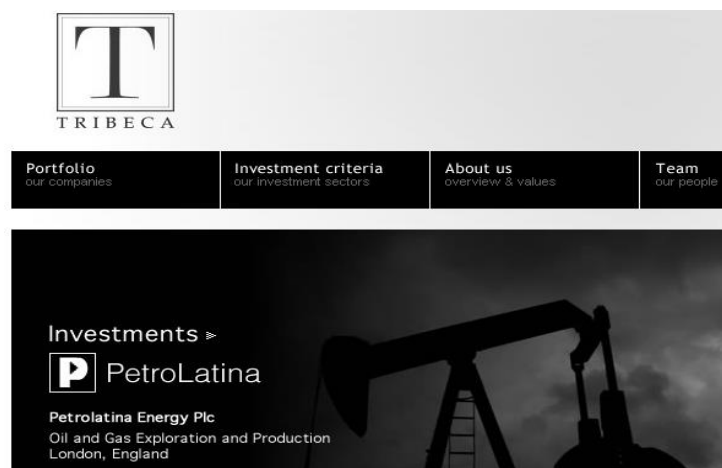 T
TRIBECA
Portfolio
our companies
Investment criteria
our investment sectors
About us
overview & values
Team
our people
Investments
P PetroLatina
Petrolatina Energy Plc
Oil and Gas Exploration and Production
London, England